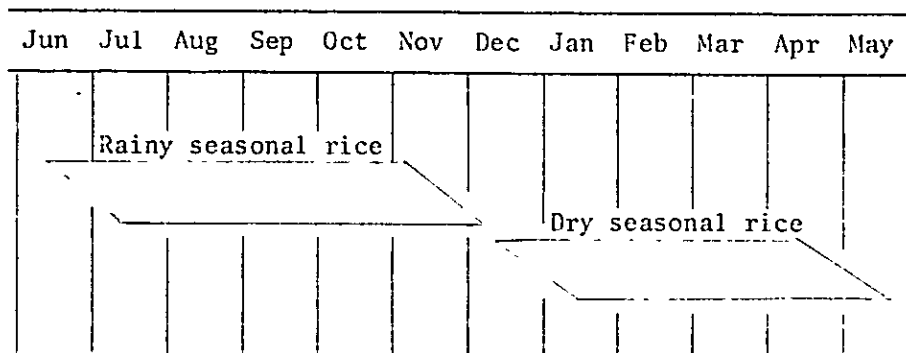 Jun Jul Aug Sep Oct Nov Dec Jan Feb Mar Apr May
Rainy seasonal rice
Dry seasonal rice